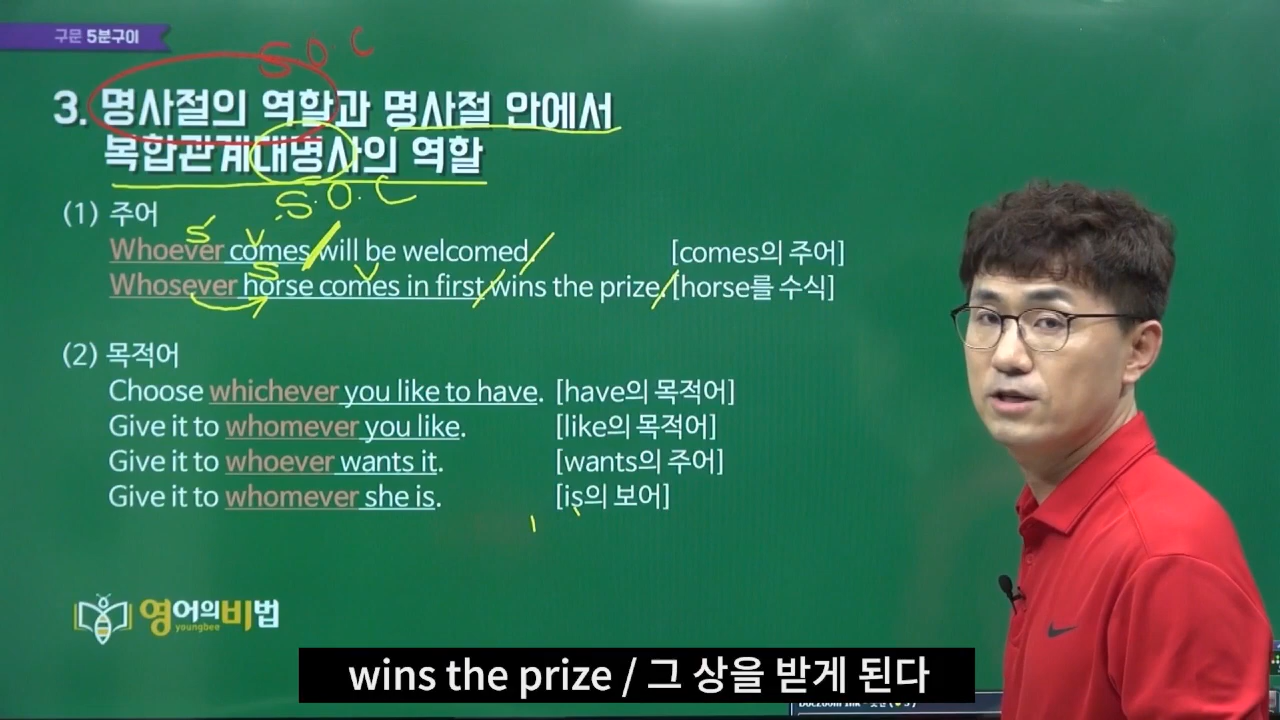 구문 5분구이
S O C
3. 명사절의 역할과 명사절 안에서
복합관계대명사의 역할
S. O. C
(1) 주어
S V
Whoever comes will be welcomed. [comes의 주어]
S V
Whosever horse comes in first wins the prize. [horse를 수식]
(2) 목적어
Choose whichever you like to have. [have의 목적어]
Give it to whomever you like. [like의 목적어]
Give it to whoever wants it. [wants의 주어]
Give it to whomever she is. [is의 보어]
영어의비법
youngbee
wins the prize / 그 상을 받게 된다